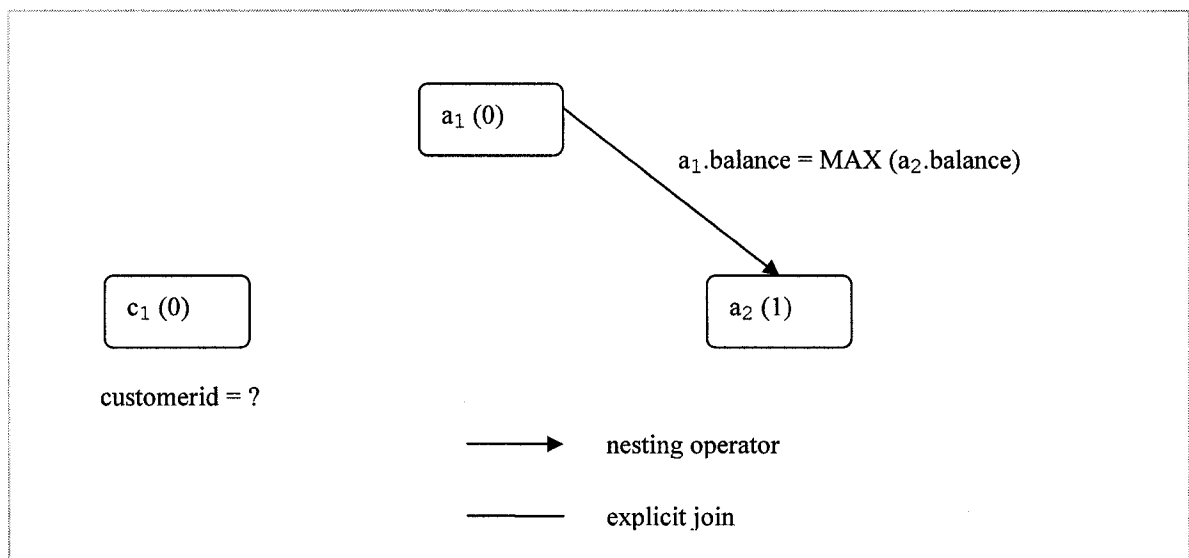 a₁ (0)
a₁.balance = MAX (a₂.balance)
c₁ (0)
a₂ (1)
customerid = ?
nesting operator
explicit join